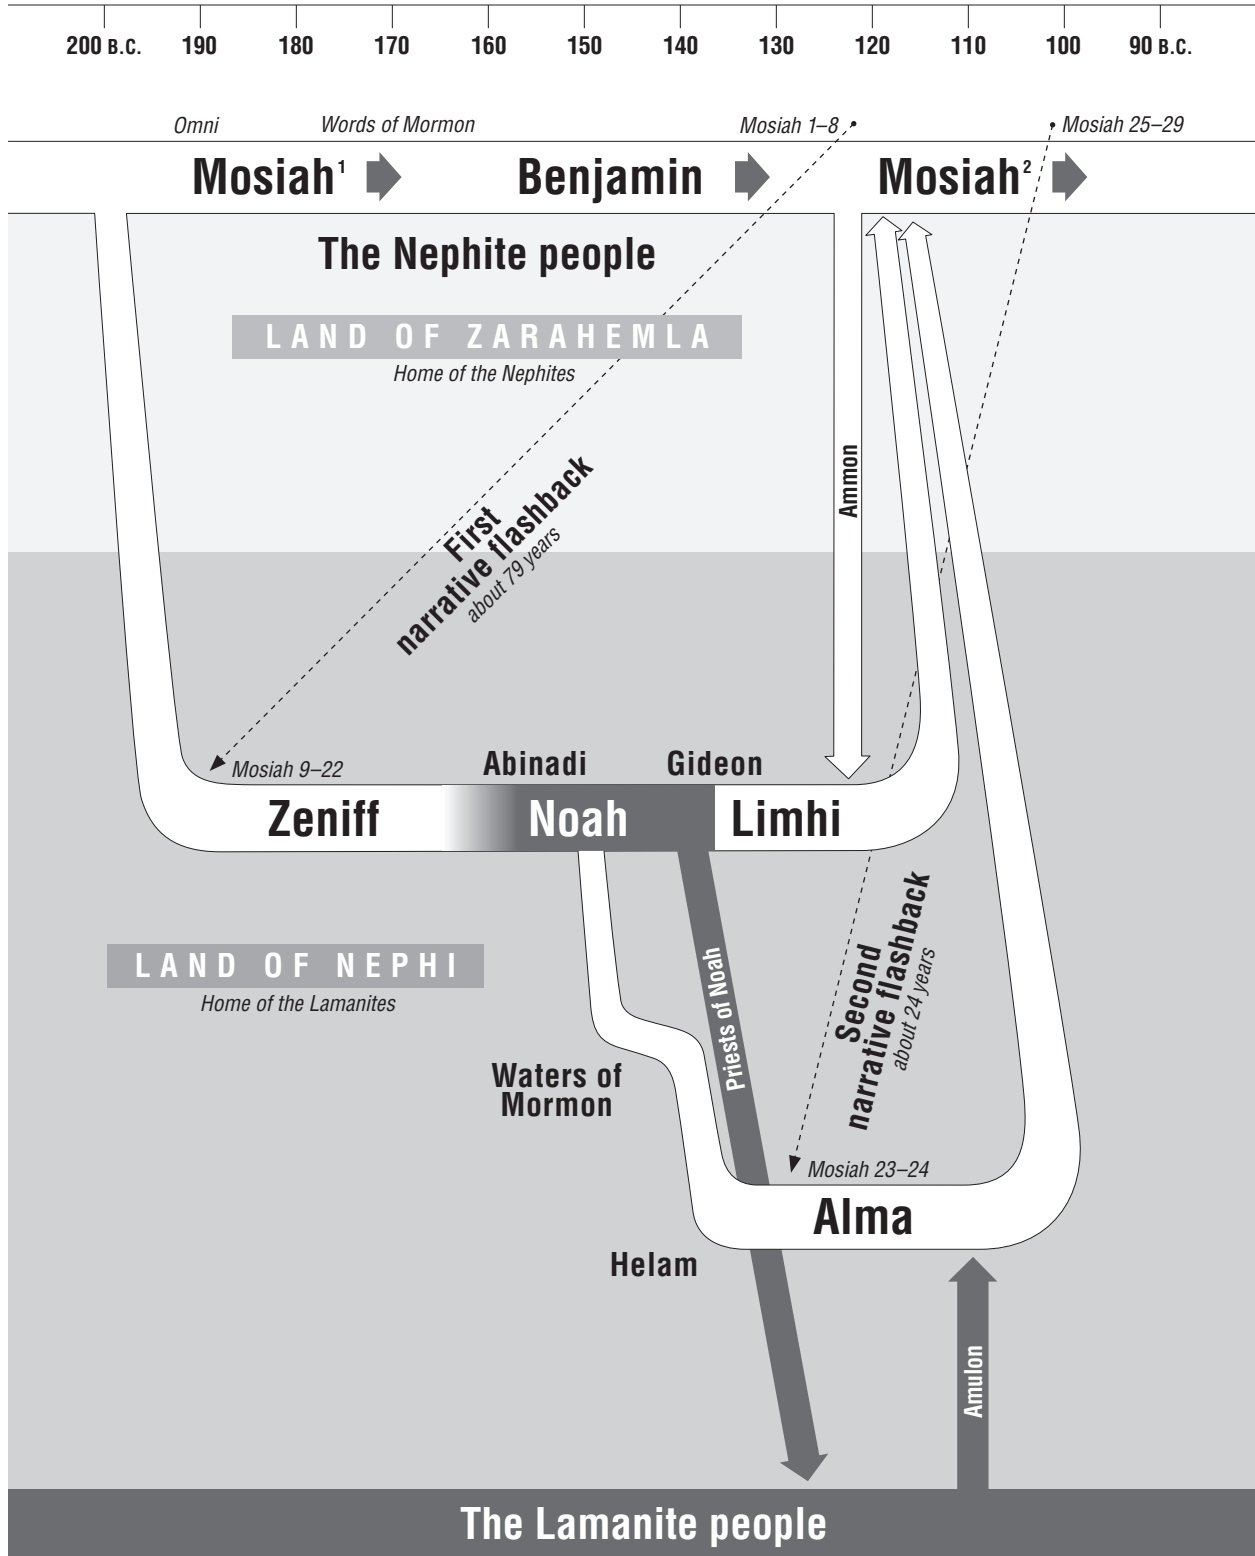 200 B.C. 190 180 170 160 150 140 130 120 110 100 90 B.C.
Omni Words of Mormon Mosiah 1–8 Mosiah 25–29
Mosiah¹ Benjamin Mosiah²
The Nephite people
LAND OF ZARAHEMLA
Home of the Nephites
Ammon
First
narrative flashback
about 79 years
Mosiah 9–22
Abinadi Gideon
Zeniff Noah Limhi
LAND OF NEPHI
Home of the Lamanites
Priests of Noah
Second
narrative flashback
about 24 years
Waters of
Mormon
Mosiah 23–24
Alma
Helam
Amulon
The Lamanite people